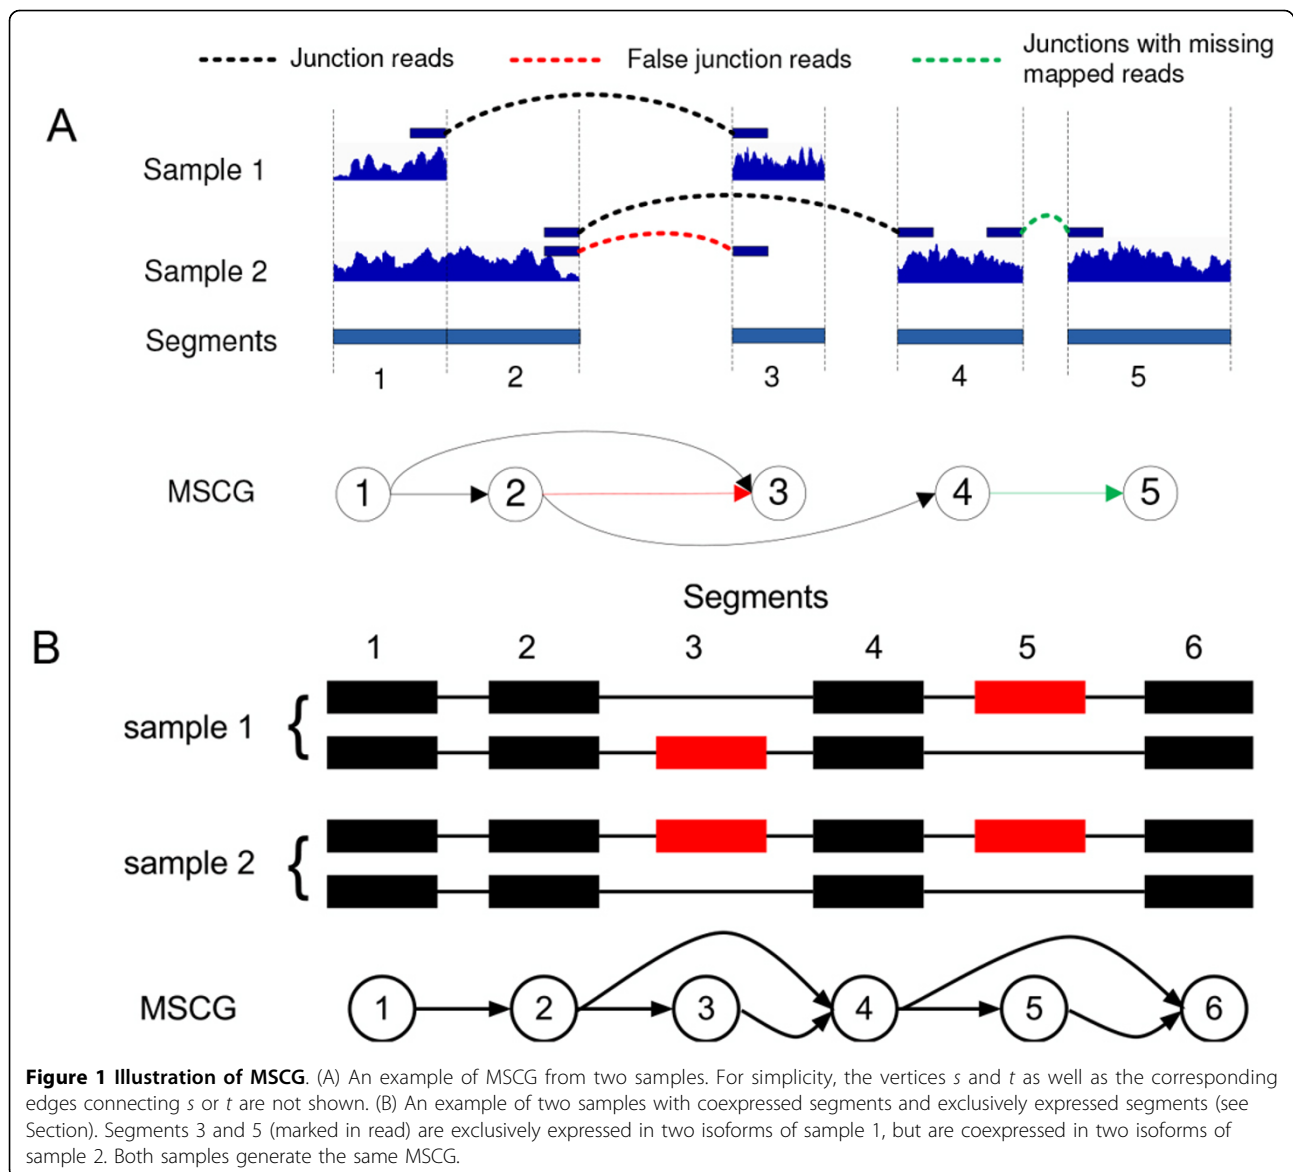 Junction reads
False junction reads
Junctions with missing
mapped reads
A
Sample 1
Sample 2
Segments
1 2 3 4 5
MSCG
1 2 3 4 5
Segments
B
1 2 3 4 5 6
sample 1 {
sample 2 {
MSCG
1 2 3 4 5 6
Figure 1 Illustration of MSCG. (A) An example of MSCG from two samples. For simplicity, the vertices s and t as well as the corresponding
edges connecting s or t are not shown. (B) An example of two samples with coexpressed segments and exclusively expressed segments (see
Section). Segments 3 and 5 (marked in read) are exclusively expressed in two isoforms of sample 1, but are coexpressed in two isoforms of
sample 2. Both samples generate the same MSCG.